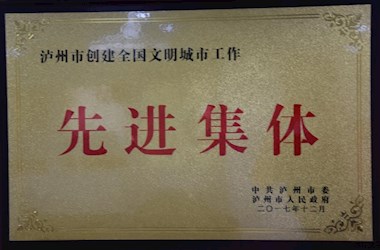 泸州市创建全国文明城市工作
先进集体
中共泸州市委
泸州市人民政府
二〇一七年十二月